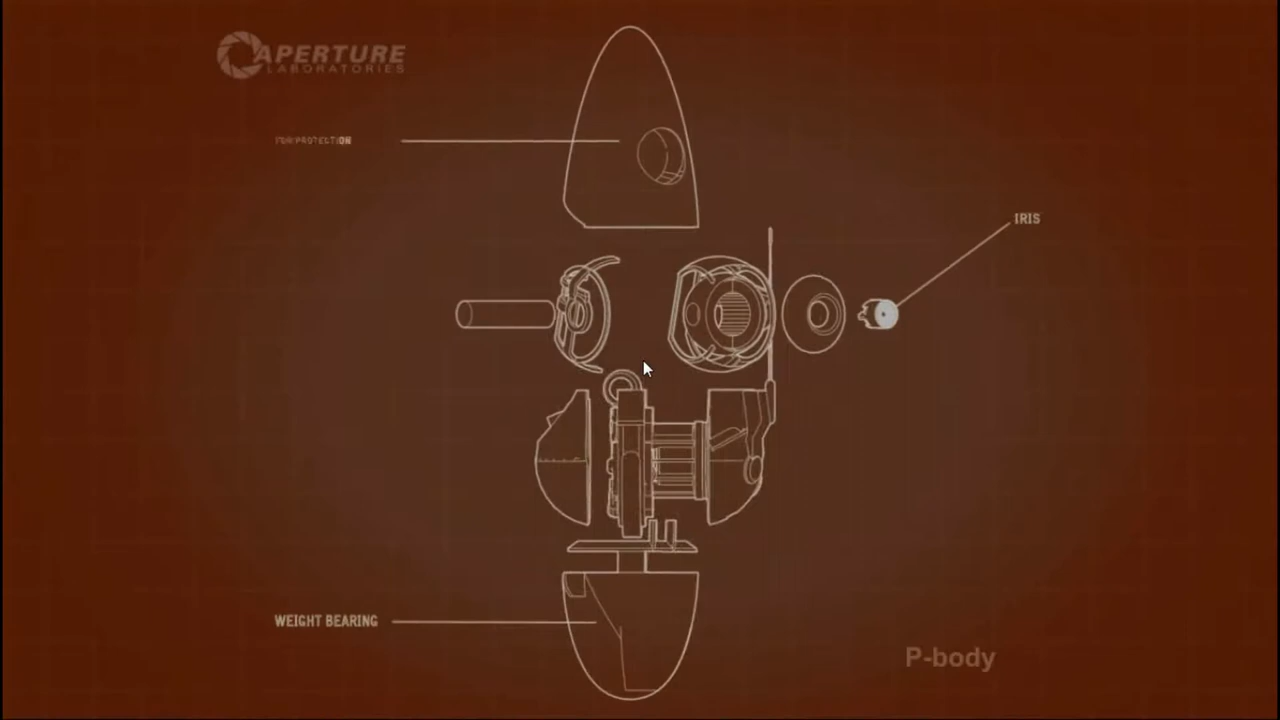 APERTURE
LABORATORIES
IRIS
WEIGHT BEARING
P-body